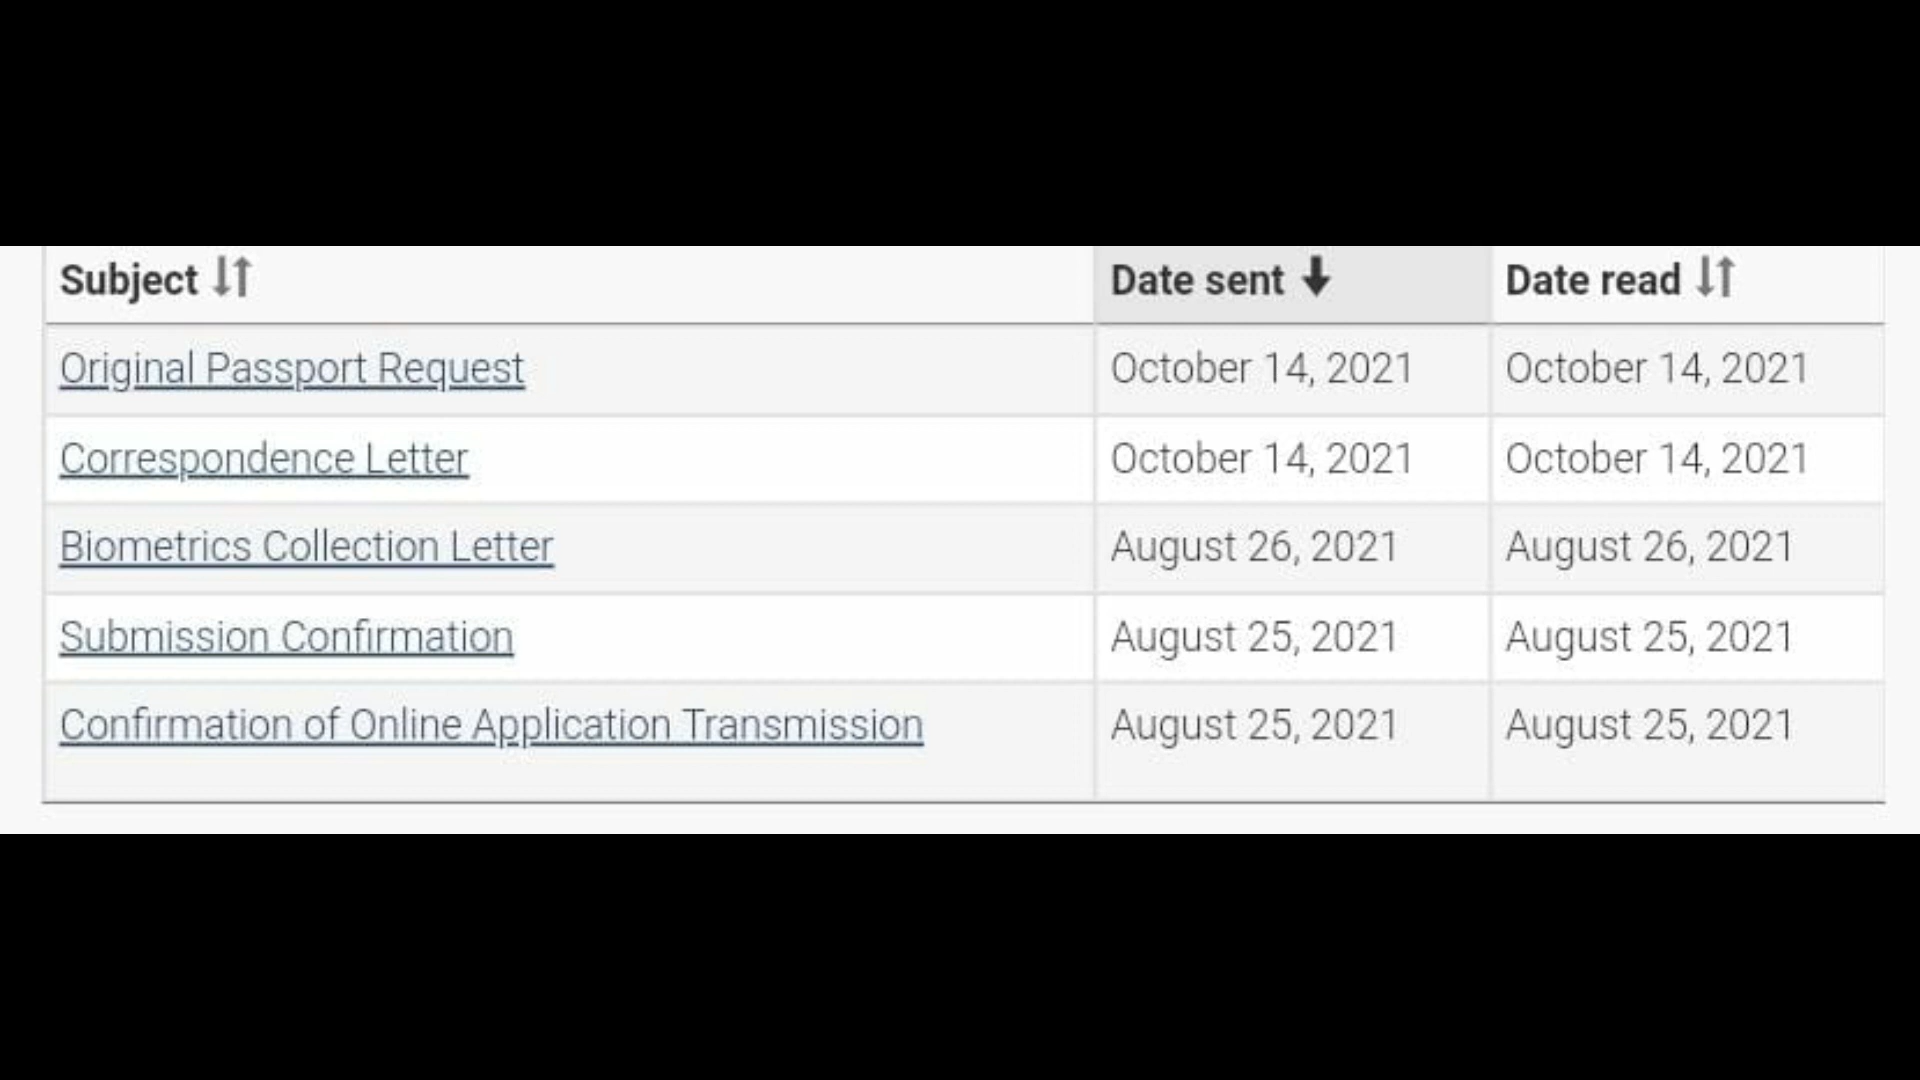 Subject Date sent Date read
Original Passport Request October 14, 2021 October 14, 2021
Correspondence Letter October 14, 2021 October 14, 2021
Biometrics Collection Letter August 26, 2021 August 26, 2021
Submission Confirmation August 25, 2021 August 25, 2021
Confirmation of Online Application Transmission August 25, 2021 August 25, 2021